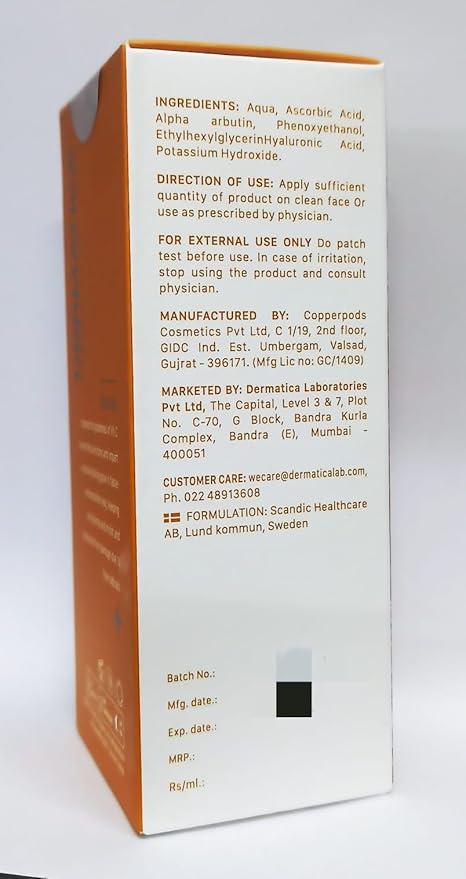 INGREDIENTS: Aqua, Ascorbic Acid,
Alpha arbutin, Phenoxyethanol,
EthylhexylglycerinHyaluronic Acid,
Potassium Hydroxide.
DIRECTION OF USE: Apply sufficient
quantity of product on clean face Or
use as prescribed by physician.
FOR EXTERNAL USE ONLY Do patch
test before use. In case of irritation,
stop using the product and consult
physician.
MANUFACTURED BY: Copperpods
Cosmetics Pvt Ltd, C 1/19, 2nd floor,
GIDC Ind. Est. Umbergam, Valsad,
Gujrat - 396171. (Mfg Lic no: GC/1409)
MARKETED BY: Dermatica Laboratories
Pvt Ltd, The Capital, Level 3 & 7, Plot
No. C-70, G Block, Bandra Kurla
Complex, Bandra (E), Mumbai -
400051
CUSTOMER CARE: wecare@dermaticalab.com,
Ph. 022 48913608
FORMULATION: Scandic Healthcare
AB, Lund kommun, Sweden
Batch No.:
Mfg. date.:
Exp. date.:
MRP.:
Rs/ml.: